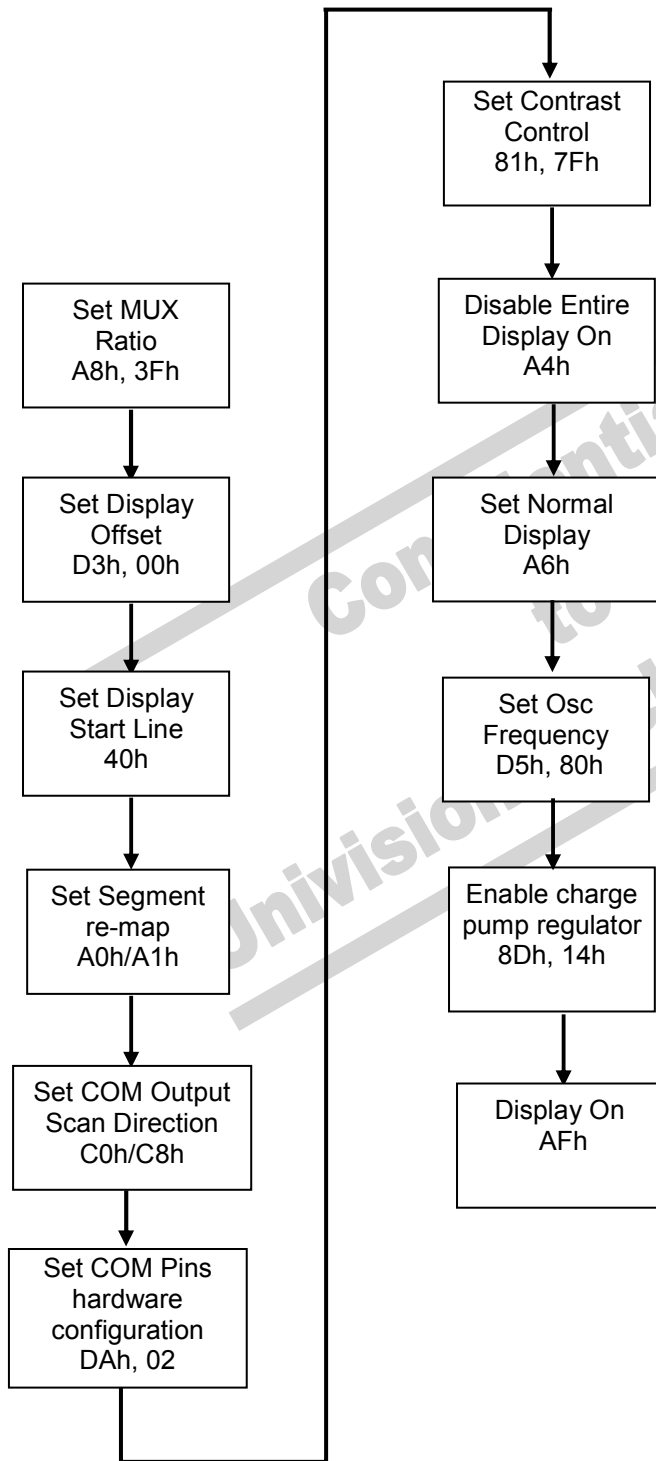 Set MUX
Ratio
A8h, 3Fh
Set Display
Offset
D3h, 00h
Set Display
Start Line
40h
Set Segment
re-map
A0h/A1h
Set COM Output
Scan Direction
C0h/C8h
Set COM Pins
hardware
configuration
DAh, 02
Set Contrast
Control
81h, 7Fh
Disable Entire
Display On
A4h
Set Normal
Display
A6h
Set Osc
Frequency
D5h, 80h
Enable charge
pump regulator
8Dh, 14h
Display On
AFh
to
Univision